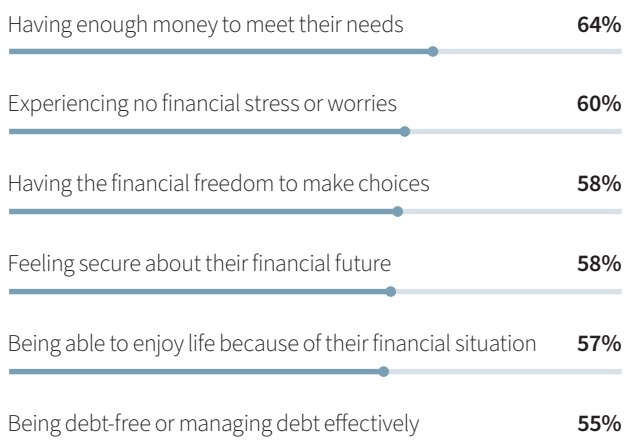 Having enough money to meet their needs 64%
Experiencing no financial stress or worries 60%
Having the financial freedom to make choices 58%
Feeling secure about their financial future 58%
Being able to enjoy life because of their financial situation 57%
Being debt-free or managing debt effectively 55%